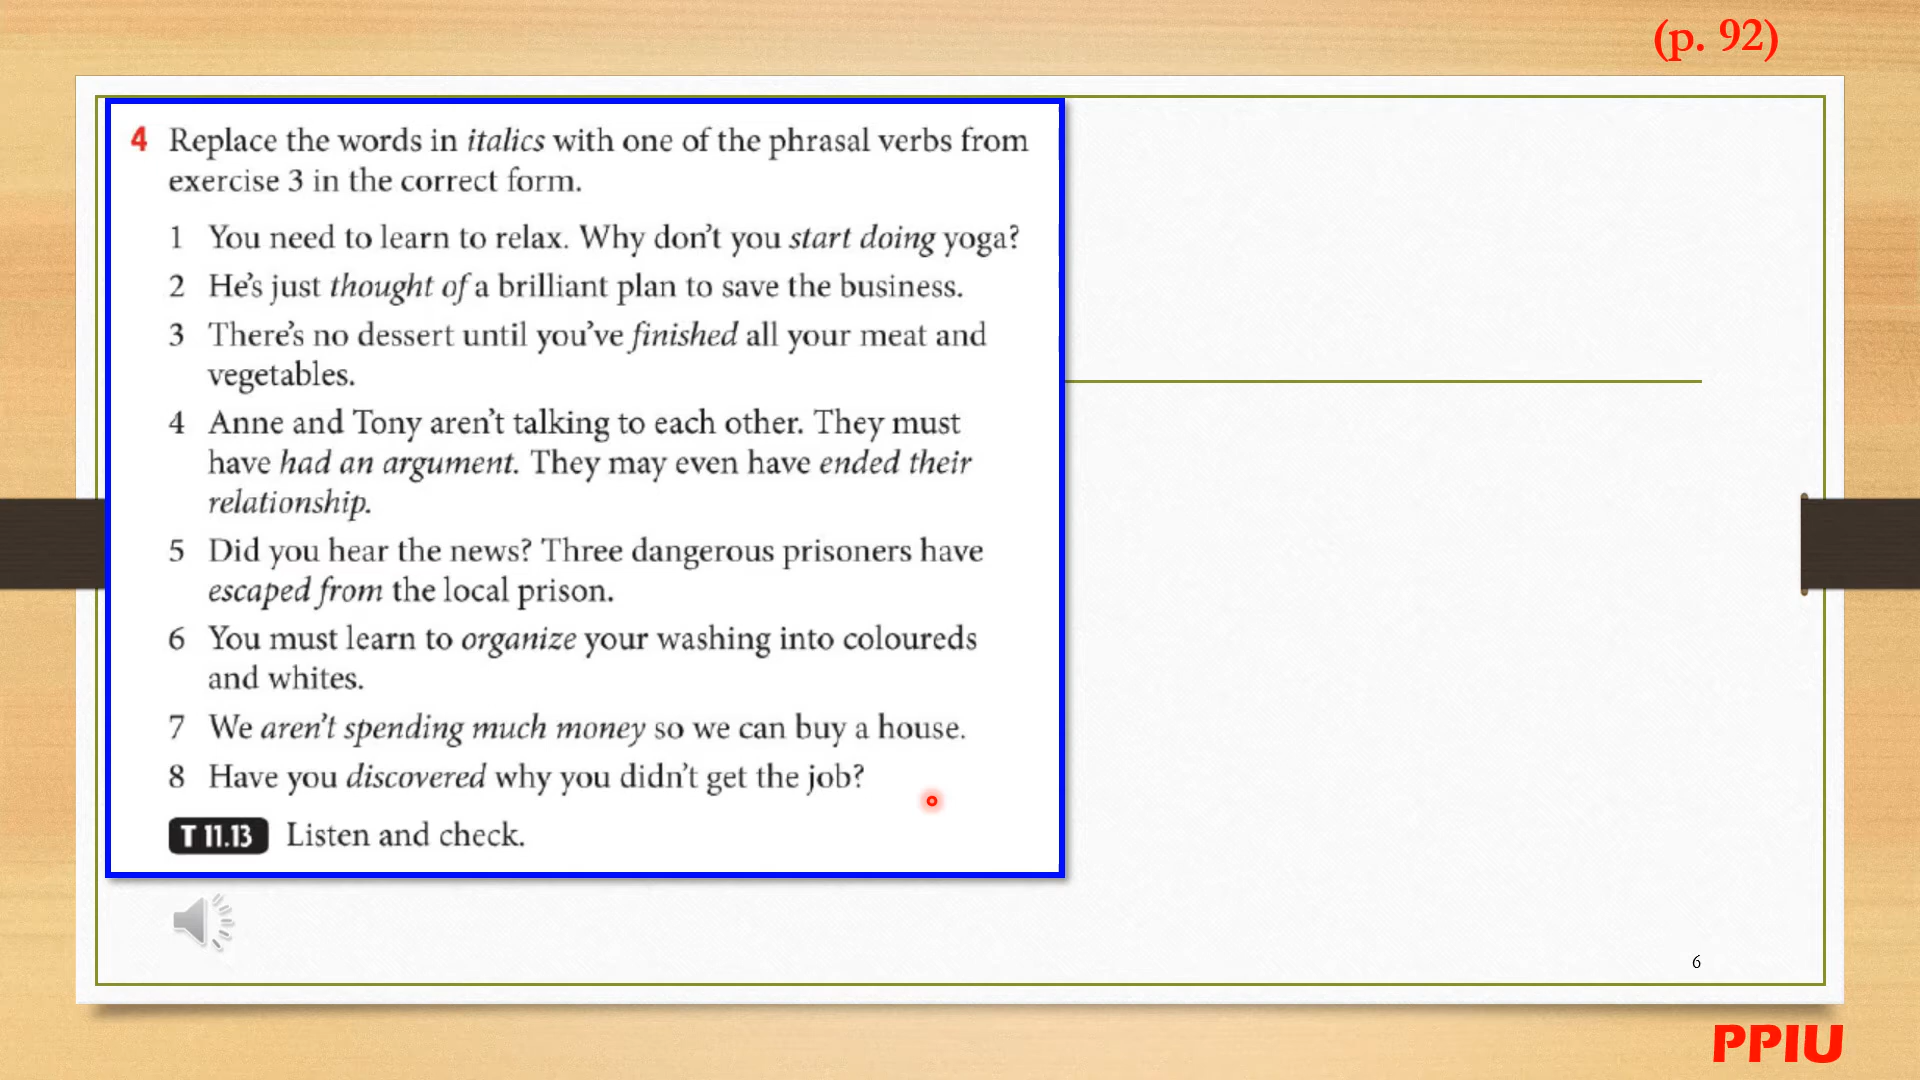 (p. 92)
4 Replace the words in italics with one of the phrasal verbs from
exercise 3 in the correct form.
1 You need to learn to relax. Why don't you start doing yoga?
2 He's just thought of a brilliant plan to save the business.
3 There's no dessert until you've finished all your meat and
vegetables.
4 Anne and Tony aren't talking to each other. They must
have had an argument. They may even have ended their
relationship.
5 Did you hear the news? Three dangerous prisoners have
escaped from the local prison.
6 You must learn to organize your washing into coloureds
and whites.
7 We aren't spending much money so we can buy a house.
8 Have you discovered why you didn't get the job?
T 11.13 Listen and check.
6
PPIU